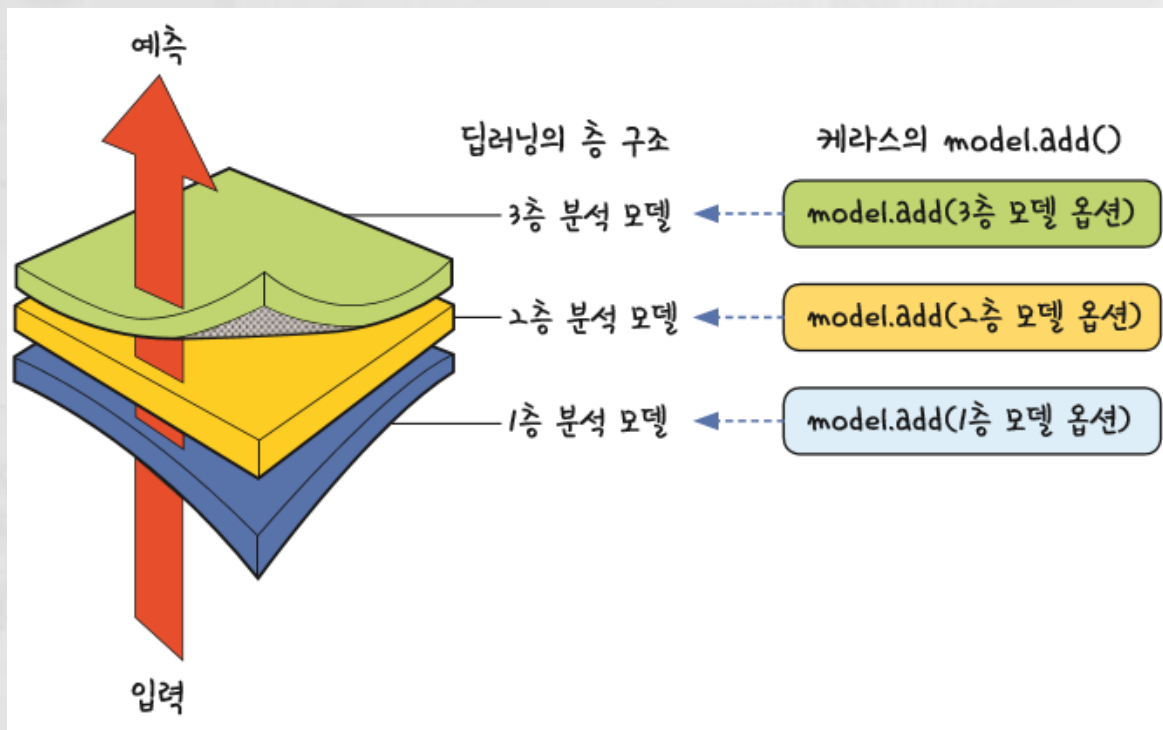 예측
딥러닝의 층 구조
케라스의 model.add()
3층 분석 모델
model.add(3층 모델 옵션)
2층 분석 모델
model.add(2층 모델 옵션)
1층 분석 모델
model.add(1층 모델 옵션)
입력